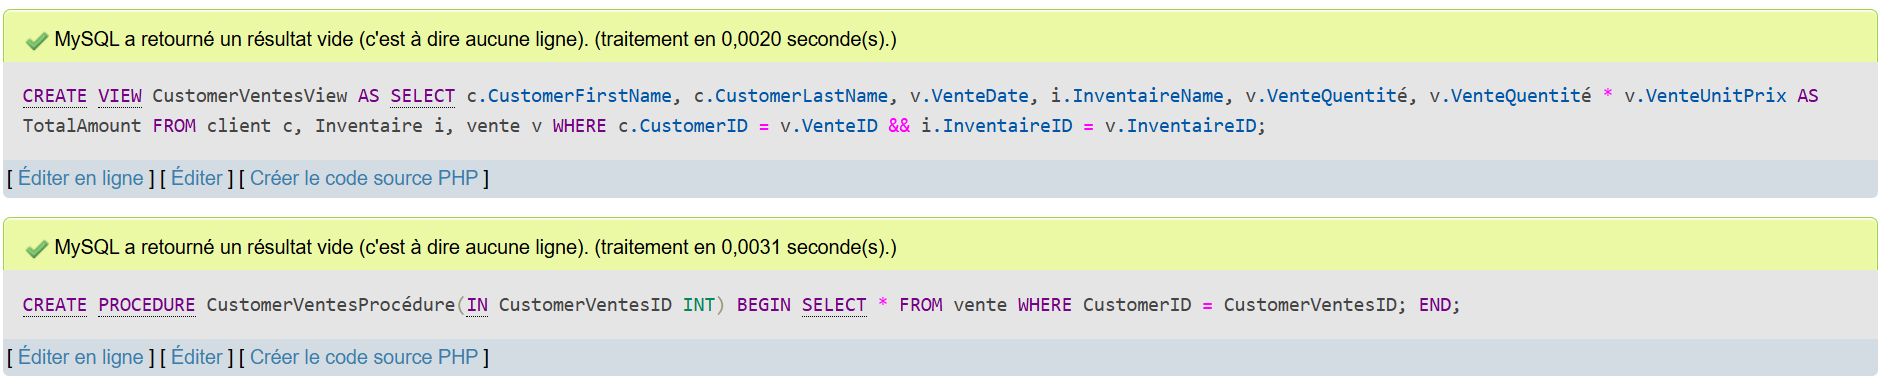 MySQL a retourné un résultat vide (c'est à dire aucune ligne). (traitement en 0,0020 seconde(s).)
CREATE VIEW CustomerVentesView AS SELECT c.CustomerFirstName, c.CustomerLastName, v.VenteDate, i.InventaireName, v.VenteQuantité, v.VenteQuantité * v.VenteUnitPrix AS
TotalAmount FROM client c, Inventaire i, vente v WHERE c.CustomerID = v.VenteID && i.InventaireID = v.InventaireID;
[ Éditer en ligne ] [ Éditer ] [ Créer le code source PHP ]
MySQL a retourné un résultat vide (c'est à dire aucune ligne). (traitement en 0,0031 seconde(s).)
CREATE PROCEDURE CustomerVentesProcédure(IN CustomerVentesID INT) BEGIN SELECT * FROM vente WHERE CustomerID = CustomerVentesID; END;
[ Éditer en ligne ] [ Éditer ] [ Créer le code source PHP ]